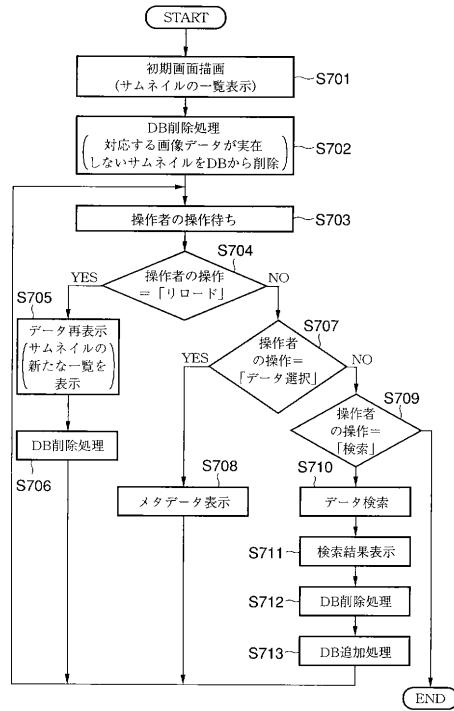 START
初期画面描画
(サムネイルの一覧表示)
S701
DB削除処理
(対応する画像データが実在
しないサムネイルをDBから削除)
S702
操作者の操作待ち
S703
S704
操作者の操作
=「リロード」
YES
NO
S705
データ再表示
(サムネイルの
新たな一覧を
表示)
DB削除処理
S706
S707
操作者
の操作=
「データ選択」
YES
NO
S708
メタデータ表示
S709
操作者
の操作=
「検索」
S710
データ検索
S711
検索結果表示
S712
DB削除処理
S713
DB追加処理
END